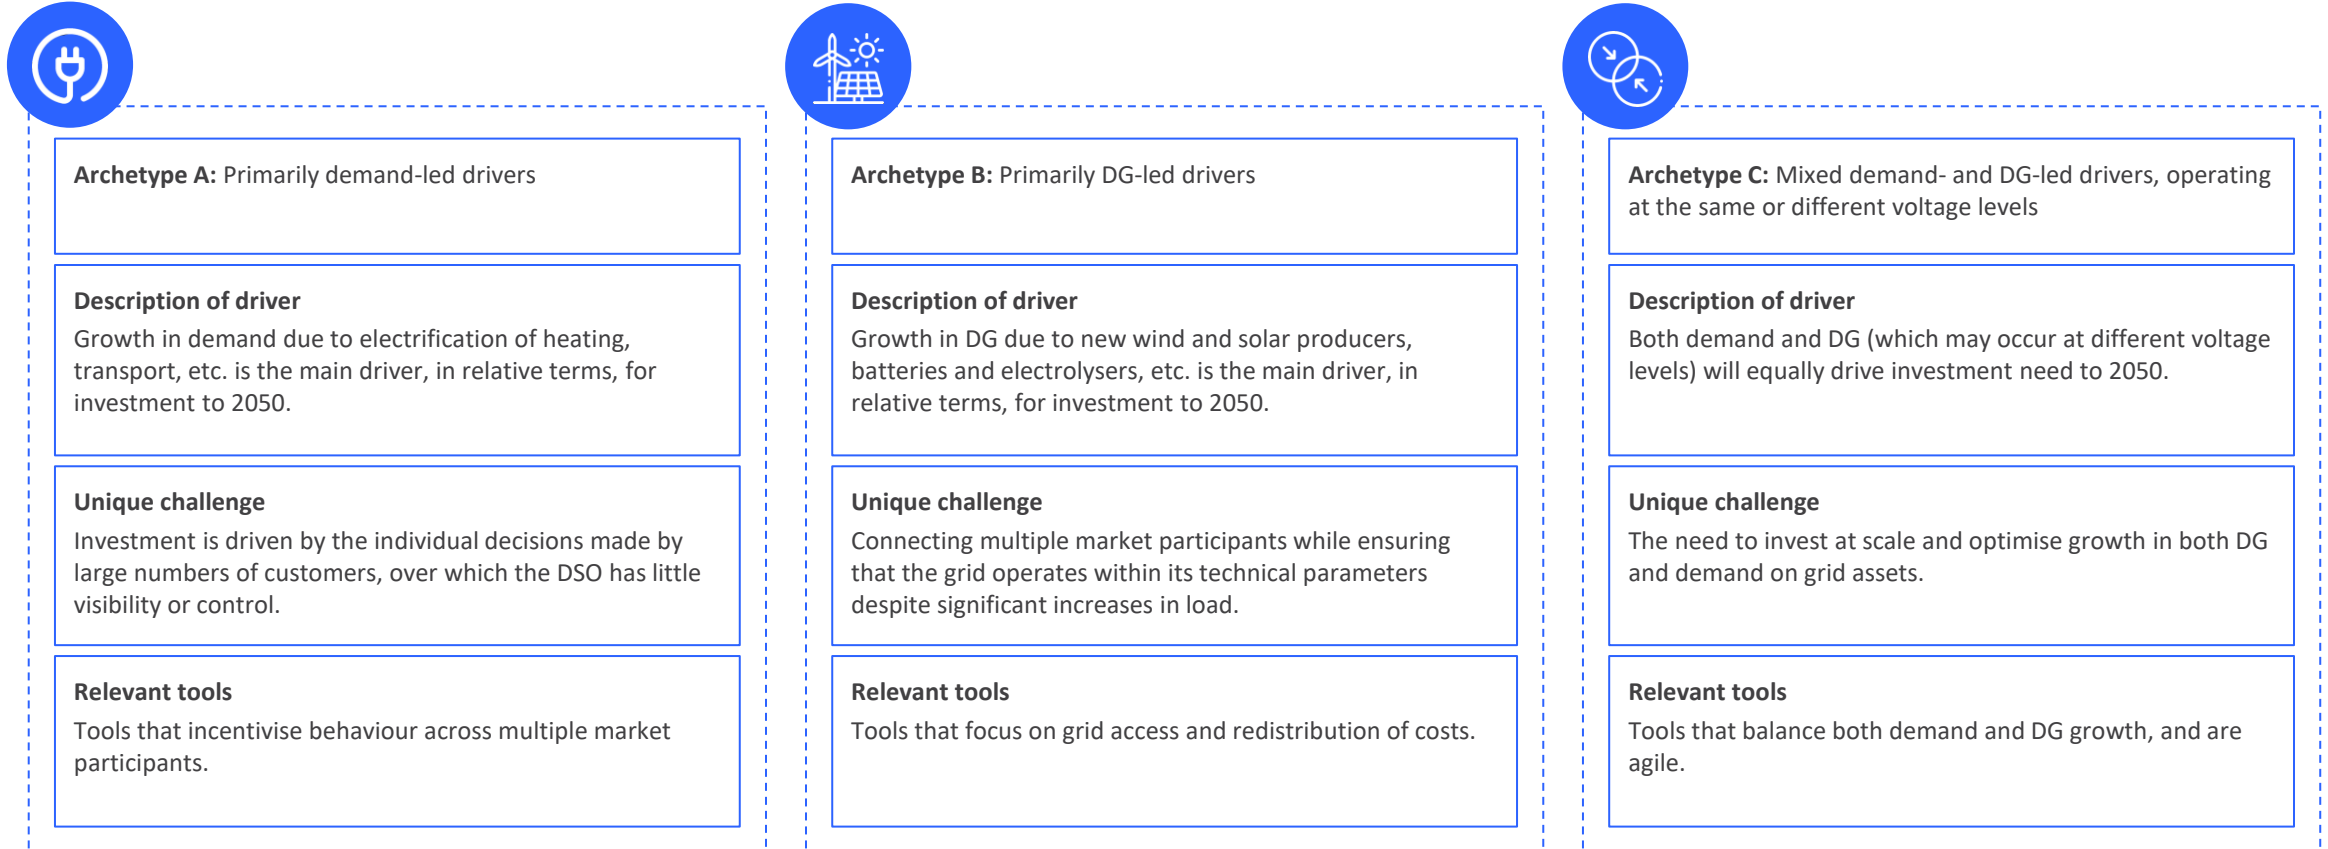 Archetype A: Primarily demand-led drivers
Description of driver
Growth in demand due to electrification of heating,
transport, etc. is the main driver, in relative terms, for
investment to 2050.
Unique challenge
Investment is driven by the individual decisions made by
large numbers of customers, over which the DSO has little
visibility or control.
Relevant tools
Tools that incentivise behaviour across multiple market
participants.
Archetype B: Primarily DG-led drivers
Description of driver
Growth in DG due to new wind and solar producers,
batteries and electrolysers, etc. is the main driver, in
relative terms, for investment to 2050.
Unique challenge
Connecting multiple market participants while ensuring
that the grid operates within its technical parameters
despite significant increases in load.
Relevant tools
Tools that focus on grid access and redistribution of costs.
Archetype C: Mixed demand- and DG-led drivers, operating
at the same or different voltage levels
Description of driver
Both demand and DG (which may occur at different voltage
levels) will equally drive investment need to 2050.
Unique challenge
The need to invest at scale and optimise growth in both DG
and demand on grid assets.
Relevant tools
Tools that balance both demand and DG growth, and are
agile.